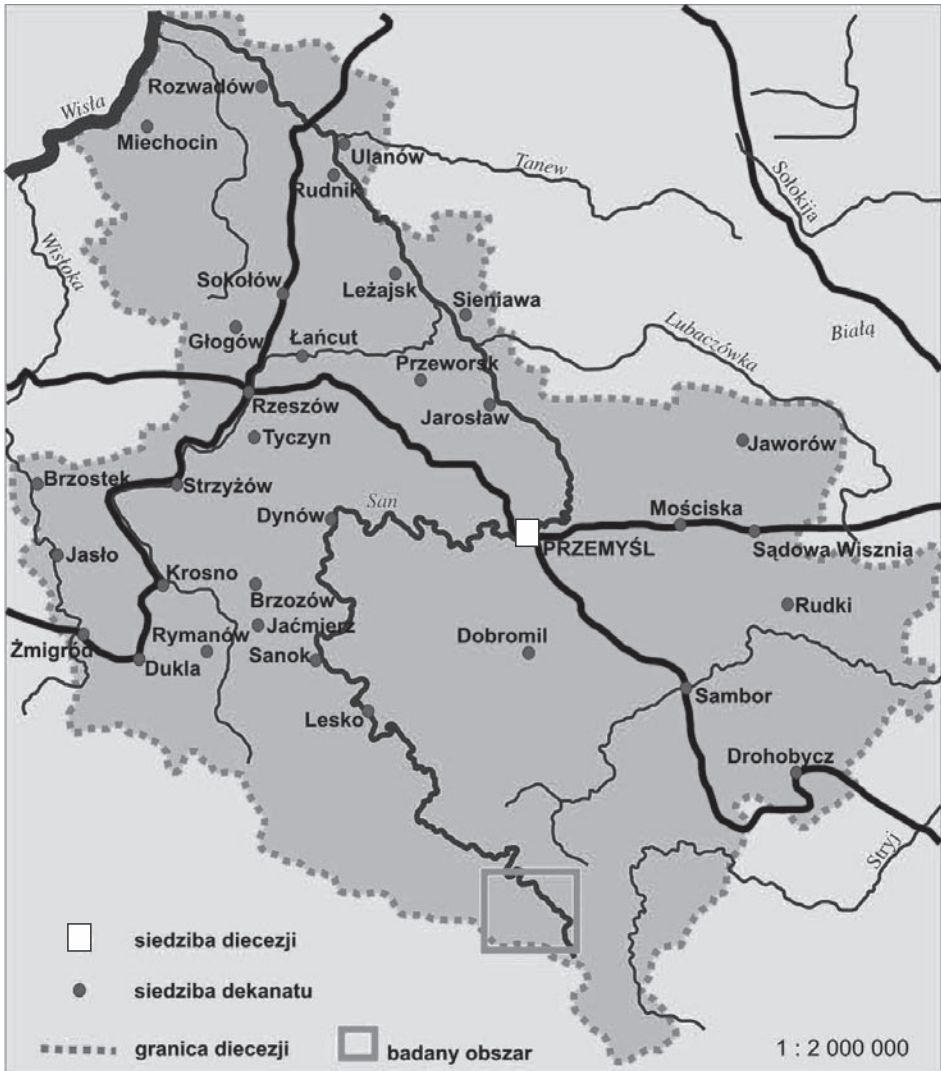 Rozwadów
Wisła
Miechocin
Ulanów
Tanew
Rudnik
Sołokija
Wisłoka
Sokołów
Leżajsk
Sieniawa
Głogów
Łańcut
Lubaczówka
Białą
Przeworsk
Rzeszów
Jarosław
Tyczyn
Jaworów
Brzostek
Strzyżów
San
Dynów
Mościska
PRZEMYŚL
Sądowa Wisznia
Jasło
Krosno
Brzozów
Rudki
Jaćmierz
Rymanów
Żmigród
Dukla
Sanok
Dobromil
Sambor
Lesko
Drohobycz
Stryj
siedziba diecezji
siedziba dekanatu
granica diecezji
badany obszar
1 : 2 000 000